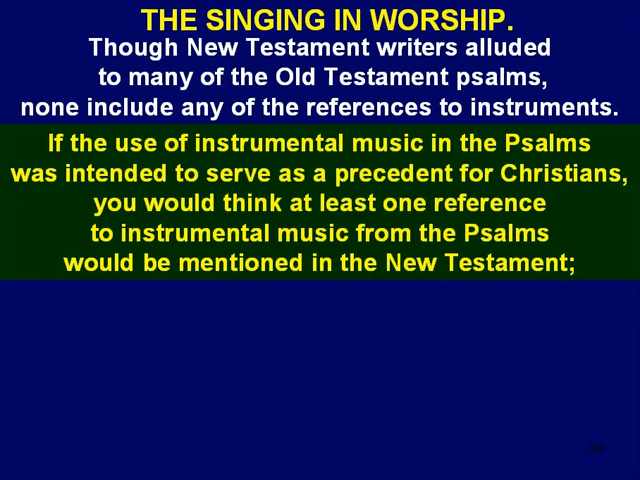 THE SINGING IN WORSHIP.
Though New Testament writers alluded
to many of the Old Testament psalms,
none include any of the references to instruments.
If the use of instrumental music in the Psalms
was intended to serve as a precedent for Christians,
you would think at least one reference
to instrumental music from the Psalms
would be mentioned in the New Testament;